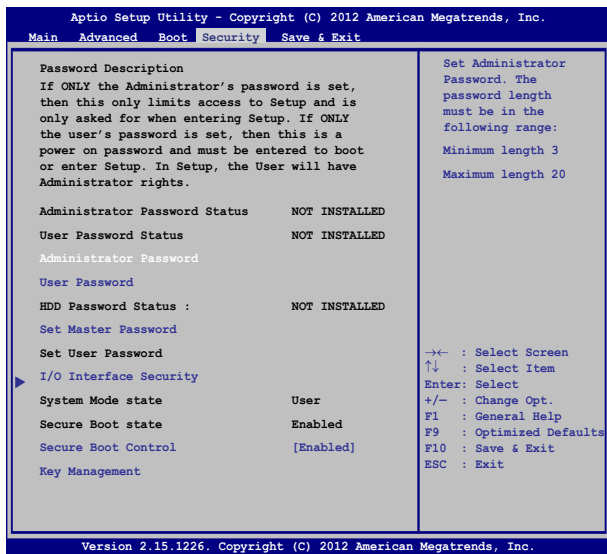 Aptio Setup Utility - Copyright (C) 2012 American Megatrends, Inc.
Main Advanced Boot Security Save & Exit
Password Description
If ONLY the Administrator's password is set,
then this only limits access to Setup and is
only asked for when entering Setup. If ONLY
the user's password is set, then this is a
power on password and must be entered to boot
or enter Setup. In Setup, the User will have
Administrator rights.
Administrator Password Status NOT INSTALLED
User Password Status NOT INSTALLED
Administrator Password
User Password
HDD Password Status : NOT INSTALLED
Set Master Password
Set User Password
I/O Interface Security
System Mode state User
Secure Boot state Enabled
Secure Boot Control [Enabled]
Key Management
Set Administrator
Password. The
password length
must be in the
following range:
Minimum length 3
Maximum length 20
→← : Select Screen
↑↓ : Select Item
Enter: Select
+/— : Change Opt.
F1 : General Help
F9 : Optimized Defaults
F10 : Save & Exit
ESC : Exit
Version 2.15.1226. Copyright (C) 2012 American Megatrends, Inc.